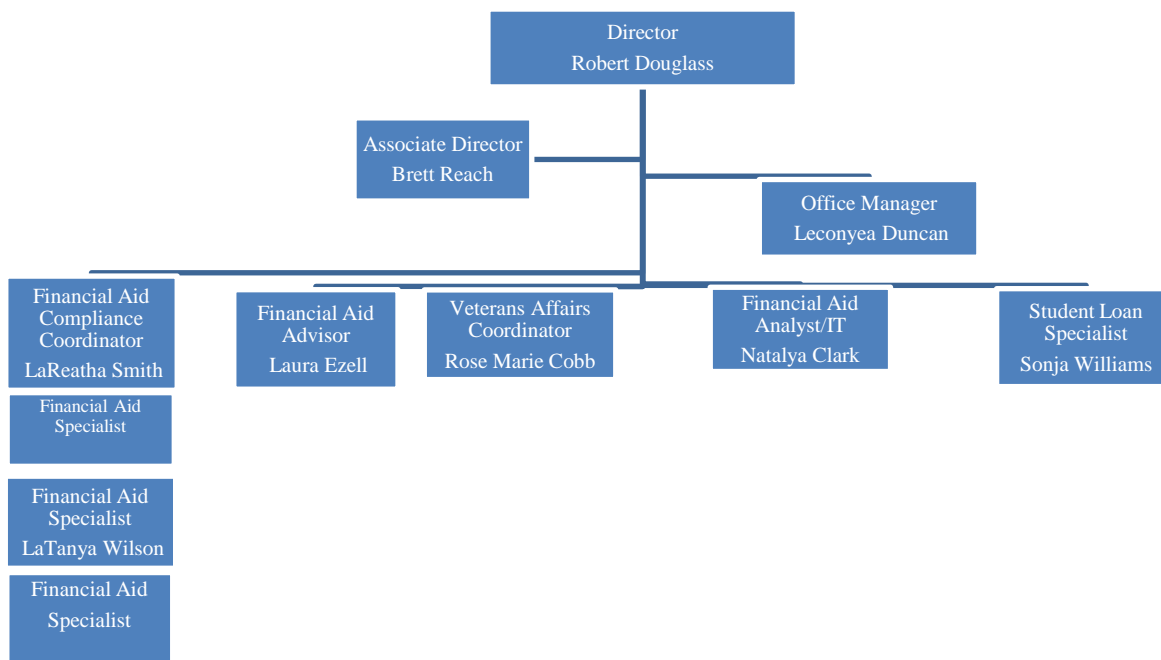 Director
Robert Douglass
Associate Director
Brett Reach
Office Manager
Leconyea Duncan
Financial Aid
Compliance
Coordinator
LaReatha Smith
Financial Aid
Advisor
Laura Ezell
Veterans Affairs
Coordinator
Rose Marie Cobb
Financial Aid
Analyst/IT
Natalya Clark
Student Loan
Specialist
Sonja Williams
Financial Aid
Specialist
Financial Aid
Specialist
LaTanya Wilson
Financial Aid
Specialist